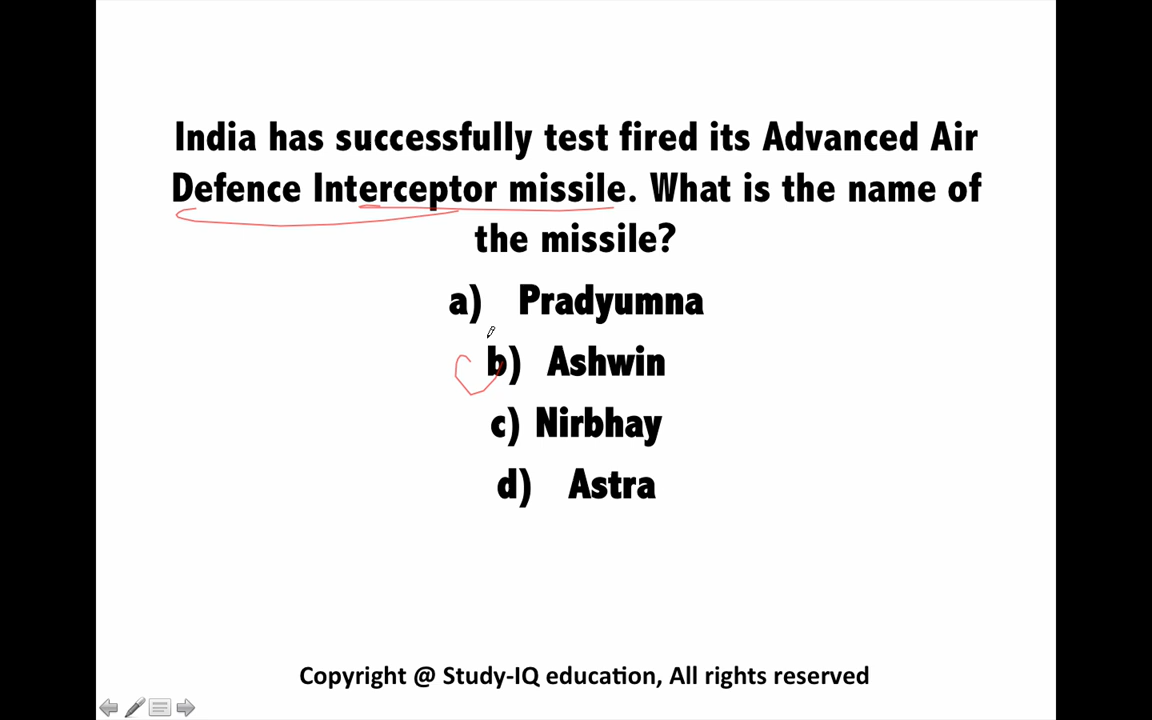 India has successfully test fired its Advanced Air
Defence Interceptor missile. What is the name of
the missile?
a) Pradyumna
b) Ashwin
c) Nirbhay
d) Astra
Copyright @ Study-IQ education, All rights reserved